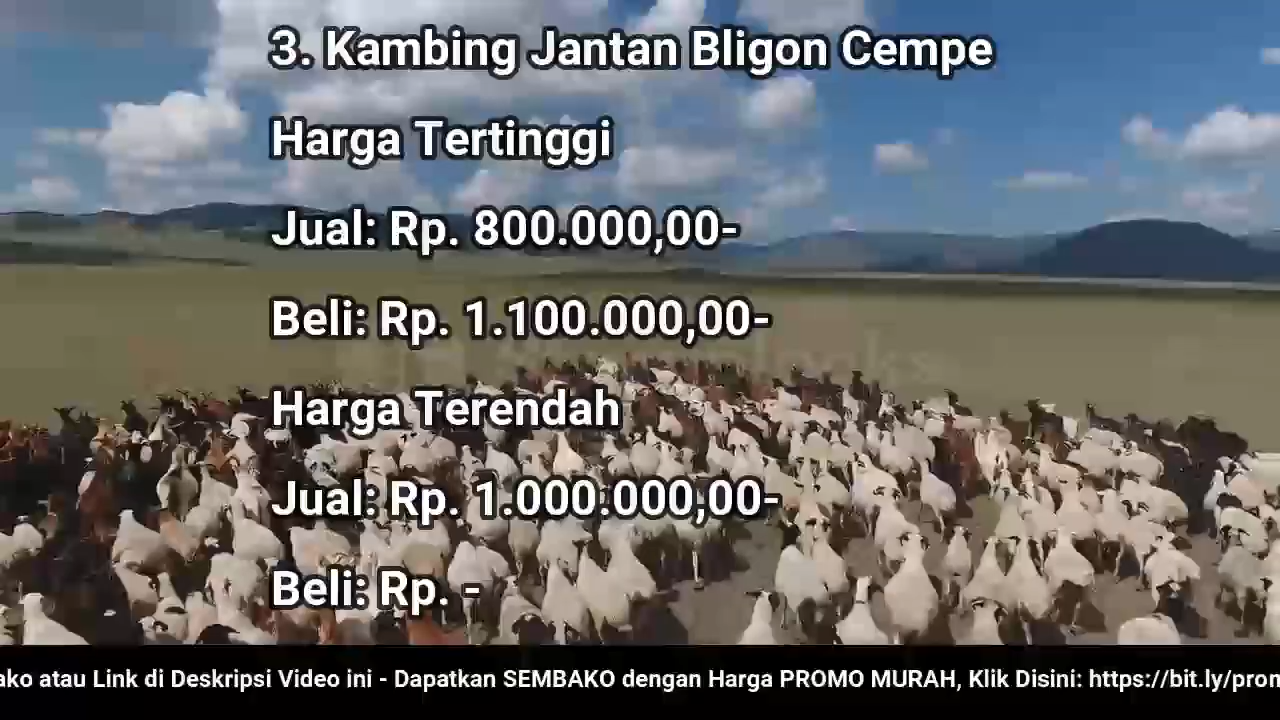 3. Kambing Jantan Bligon Cempe
Harga Tertinggi
Jual: Rp. 800.000,00-
Beli: Rp. 1.100.000,00-
Harga Terendah
Jual: Rp. 1.000.000,00-
Beli: Rp. -
ako atau Link di Deskripsi Video ini - Dapatkan SEMBAKO dengan Harga PROMO MURAH, Klik Disini: https://bit.ly/pro